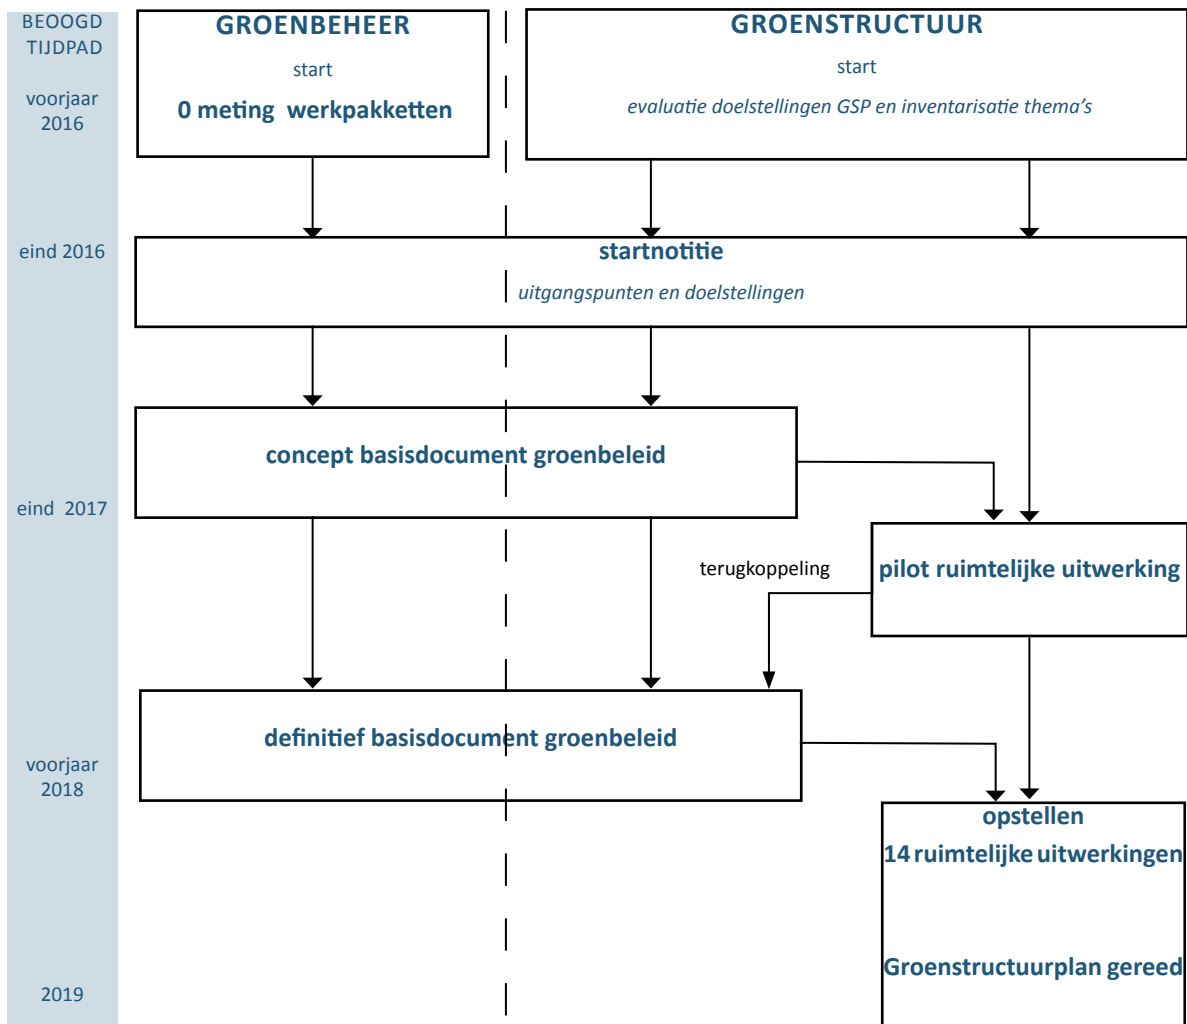 BEOOGD
TIJDPAD
voorjaar
2016
GROENBEHEER
start
0 meting werkpakketten
GROENSTRUCTUUR
start
evaluatie doelstellingen GSP en inventarisatie thema's
eind 2016
startnotitie
uitgangspunten en doelstellingen
concept basisdocument groenbeleid
eind 2017
terugkoppeling
pilot ruimtelijke uitwerking
definitief basisdocument groenbeleid
voorjaar
2018
opstellen
14 ruimtelijke uitwerkingen
Groenstructuurplan gereed
2019